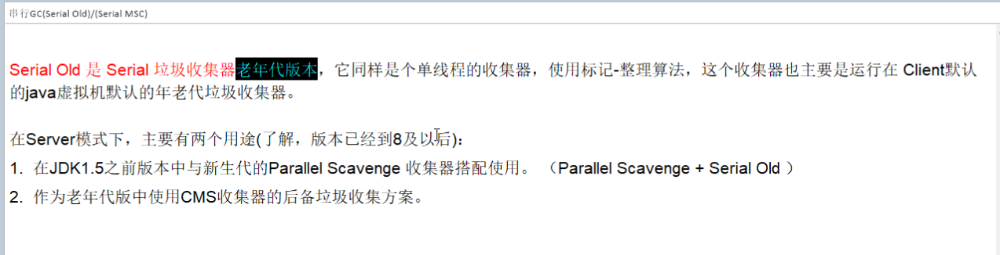 串行GC(Serial Old)/(Serial MSC)
Serial Old 是 Serial 垃圾收集器老年代版本，它同样是个单线程的收集器，使用标记-整理算法，这个收集器也主要是运行在 Client默认
的java虚拟机默认的年老代垃圾收集器。
在Server模式下，主要有两个用途(了解，版本已经到8及以后)：
1. 在JDK1.5之前版本中与新生代的Parallel Scavenge 收集器搭配使用。 （Parallel Scavenge + Serial Old ）
2. 作为老年代版中使用CMS收集器的后备垃圾收集方案。